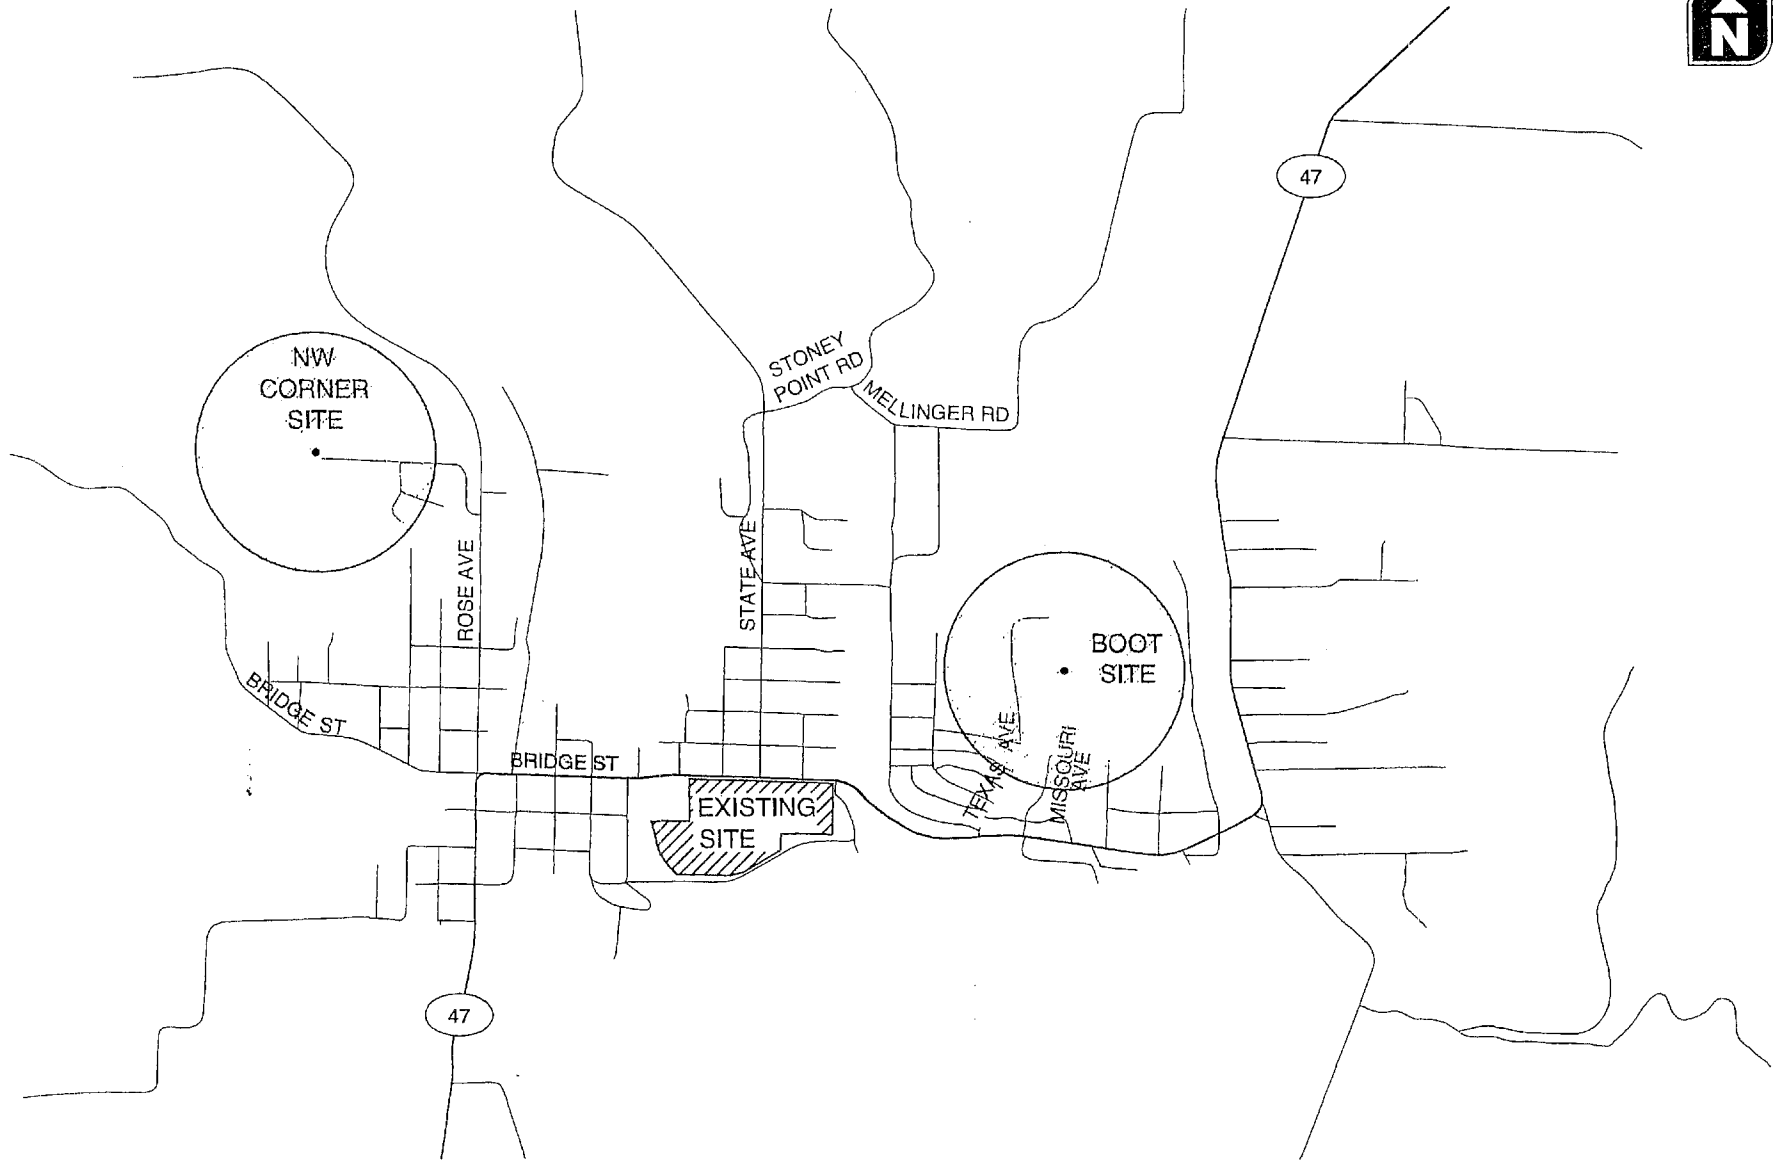 N
47
NW
CORNER
SITE
STONEY
POINT RD
MELLINGER RD
ROSE AVE
STATE AVE
BOOT
SITE
BRIDGE ST
TEXAS AVE
MISSOURI
AVE
BRIDGE ST
EXISTING
SITE
47